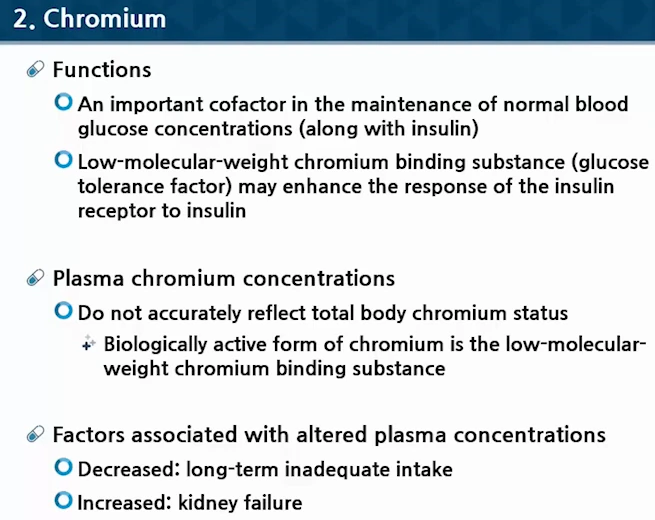 2. Chromium
Functions
An important cofactor in the maintenance of normal blood
glucose concentrations (along with insulin)
Low-molecular-weight chromium binding substance (glucose
tolerance factor) may enhance the response of the insulin
receptor to insulin
Plasma chromium concentrations
Do not accurately reflect total body chromium status
Biologically active form of chromium is the low-molecular-
weight chromium binding substance
Factors associated with altered plasma concentrations
Decreased: long-term inadequate intake
Increased: kidney failure